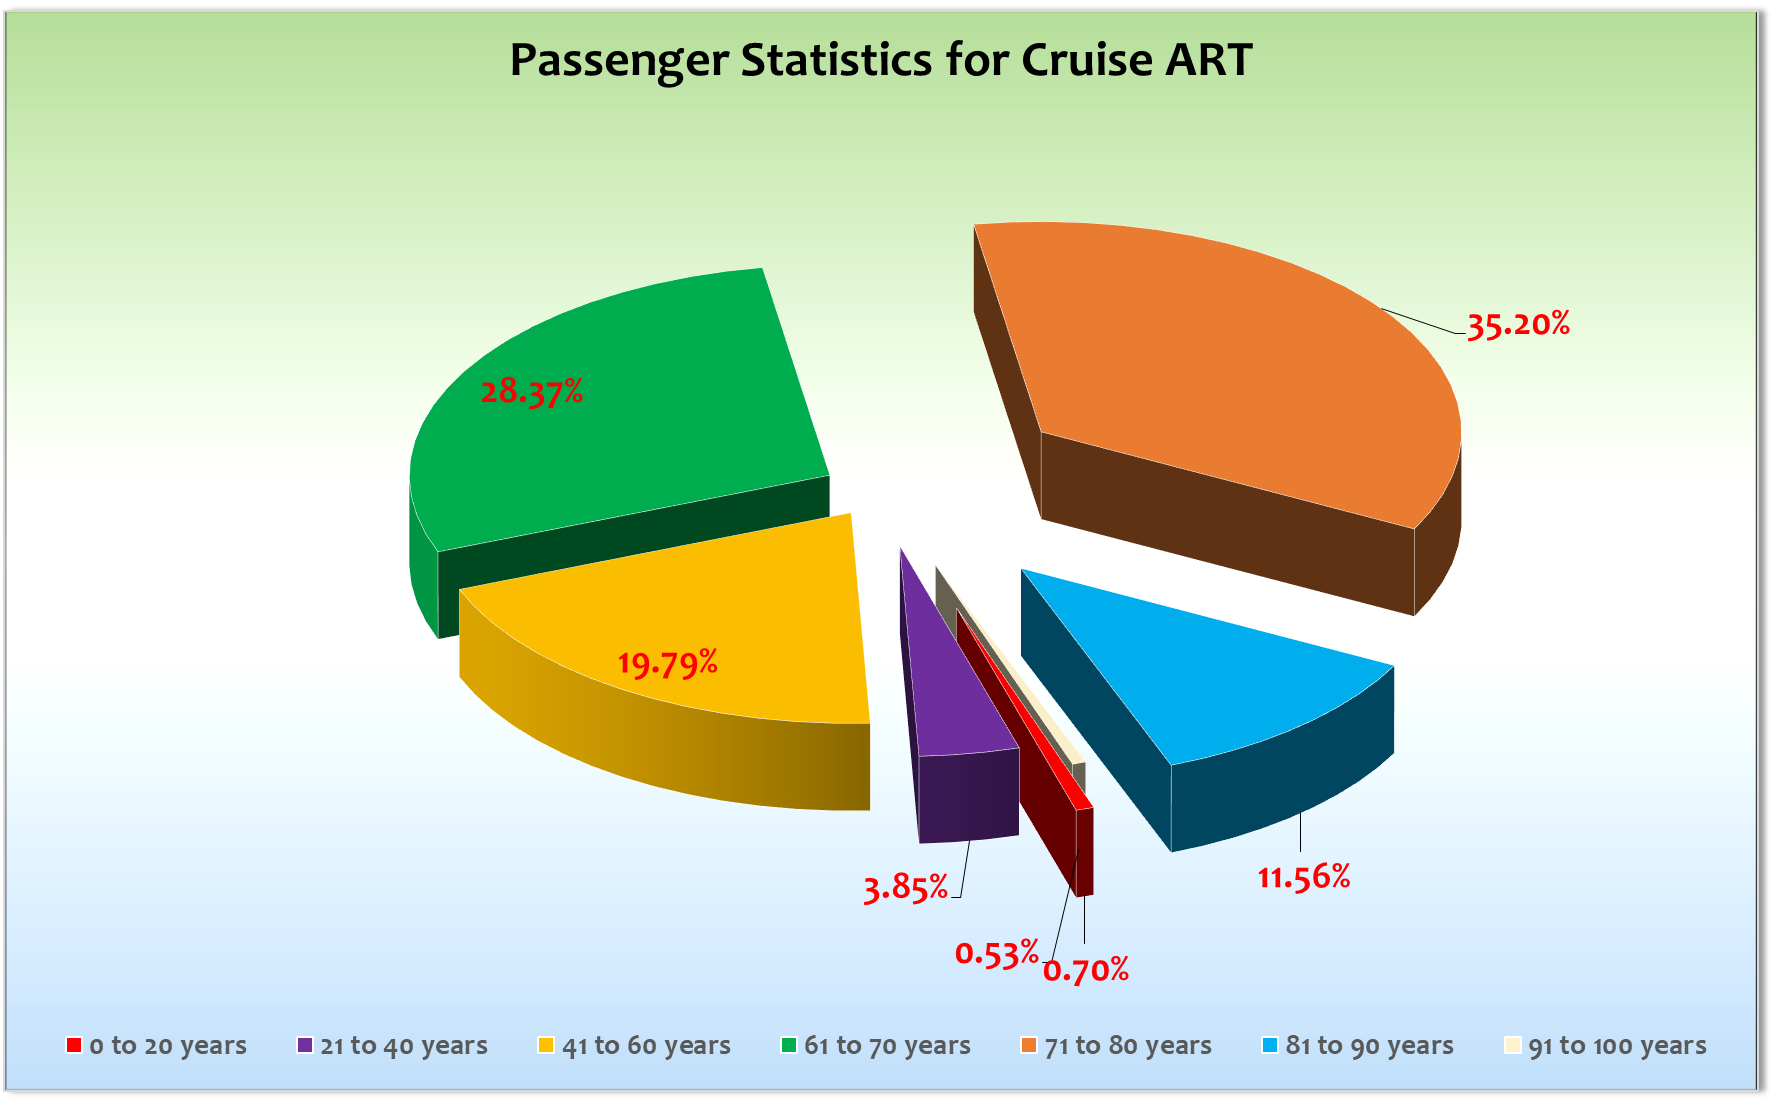 Passenger Statistics for Cruise ART
35.20%
28.37%
19.79%
11.56%
3.85%
0.53%
0.70%
0 to 20 years
21 to 40 years
41 to 60 years
61 to 70 years
71 to 80 years
81 to 90 years
91 to 100 years